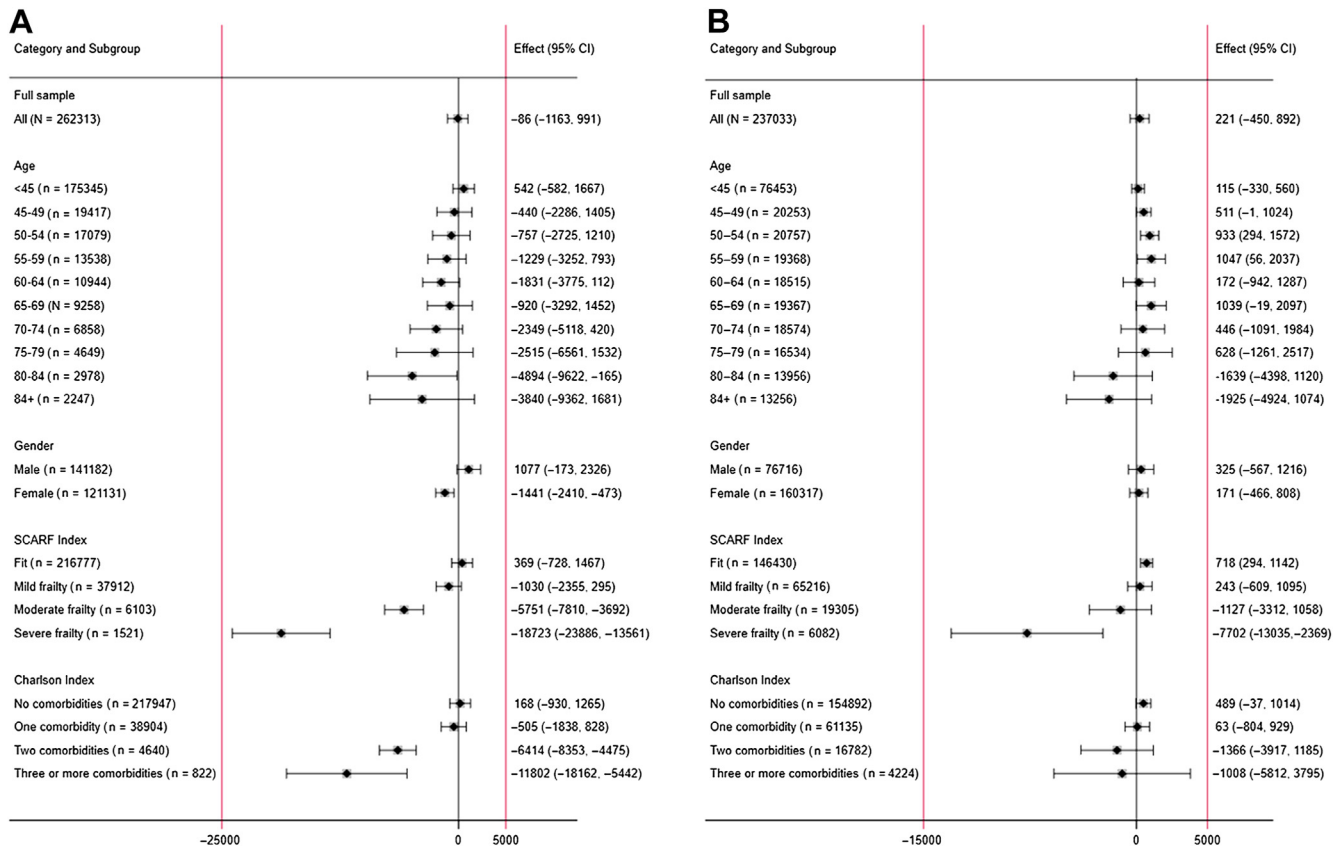 A
Category and Subgroup Effect (95% CI)
Full sample
All (N = 262313) −86 (−1163, 991)
Age
<45 (n = 175345) 542 (−582, 1667)
45-49 (n = 19417) −440 (−2286, 1405)
50-54 (n = 17079) −757 (−2725, 1210)
55-59 (n = 13538) −1229 (−3252, 793)
60-64 (n = 10944) −1831 (−3775, 112)
65-69 (N = 9258) −920 (−3292, 1452)
70-74 (n = 6858) −2349 (−5118, 420)
75-79 (n = 4649) −2515 (−6561, 1532)
80-84 (n = 2978) −4894 (−9622, −165)
84+ (n = 2247) −3840 (−9362, 1681)
Gender
Male (n = 141182) 1077 (−173, 2326)
Female (n = 121131) −1441 (−2410, −473)
SCARF Index
Fit (n = 216777) 369 (−728, 1467)
Mild frailty (n = 37912) −1030 (−2355, 295)
Moderate frailty (n = 6103) −5751 (−7810, −3692)
Severe frailty (n = 1521) −18723 (−23886, −13561)
Charlson Index
No comorbidities (n = 217947) 168 (−930, 1265)
One comorbidity (n = 38904) −505 (−1838, 828)
Two comorbidities (n = 4640) −6414 (−8353, −4475)
Three or more comorbidities (n = 822) −11802 (−18162, −5442)
−25000 0 5000
B
Category and Subgroup Effect (95% CI)
Full sample
All (N = 237033) 221 (−450, 892)
Age
<45 (n = 76453) 115 (−330, 560)
45−49 (n = 20253) 511 (−1, 1024)
50−54 (n = 20757) 933 (294, 1572)
55−59 (n = 19368) 1047 (56, 2037)
60−64 (n = 18515) 172 (−942, 1287)
65−69 (n = 19367) 1039 (−19, 2097)
70−74 (n = 18574) 446 (−1091, 1984)
75−79 (n = 16534) 628 (−1261, 2517)
80−84 (n = 13956) -1639 (−4398, 1120)
84+ (n = 13256) -1925 (−4924, 1074)
Gender
Male (n = 76716) 325 (−567, 1216)
Female (n = 160317) 171 (−466, 808)
SCARF Index
Fit (n = 146430) 718 (294, 1142)
Mild frailty (n = 65216) 243 (−609, 1095)
Moderate frailty (n = 19305) −1127 (−3312, 1058)
Severe frailty (n = 6082) −7702 (−13035,−2369)
Charlson Index
No comorbidities (n = 154892) 489 (−37, 1014)
One comorbidity (n = 61135) 63 (−804, 929)
Two comorbidities (n = 16782) −1366 (−3917, 1185)
Three or more comorbidities (n = 4224) −1008 (−5812, 3795)
−15000 0 5000